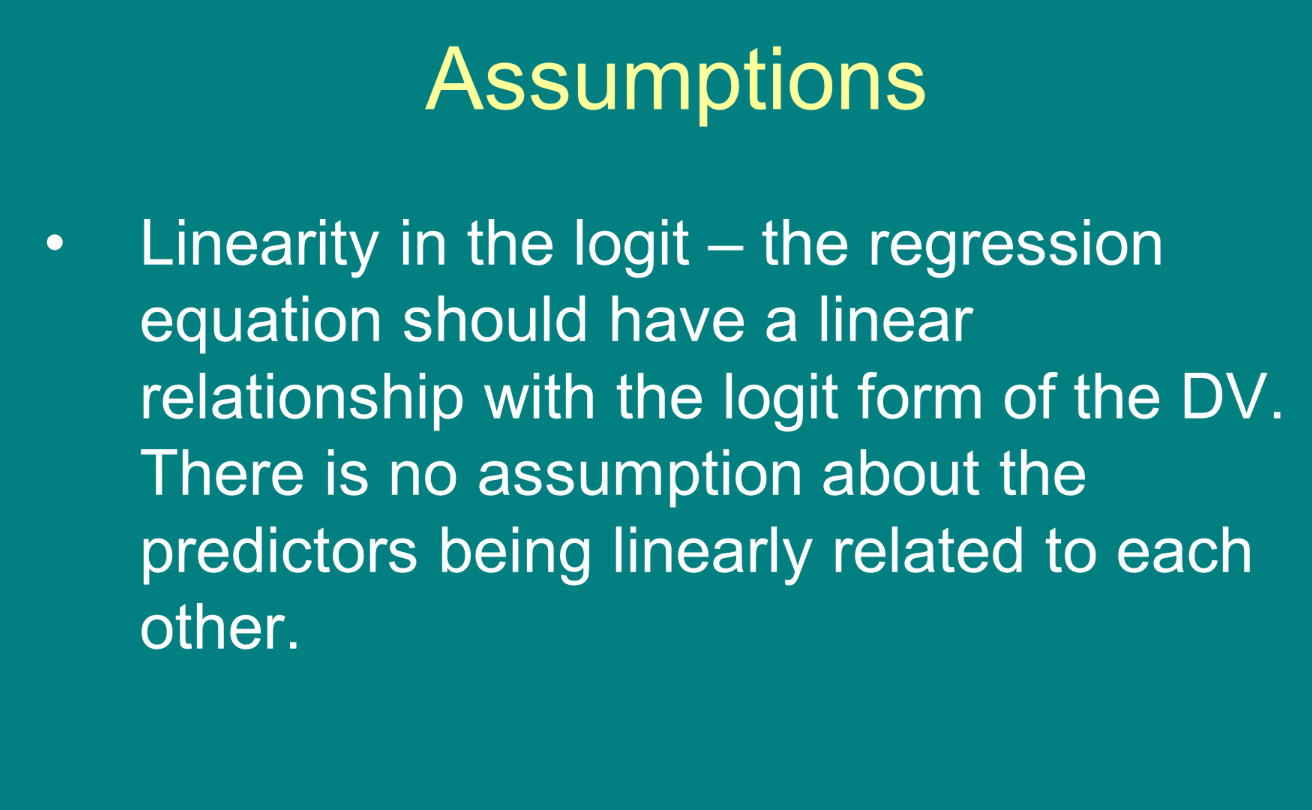 Assumptions
• Linearity in the logit – the regression
equation should have a linear
relationship with the logit form of the DV.
There is no assumption about the
predictors being linearly related to each
other.